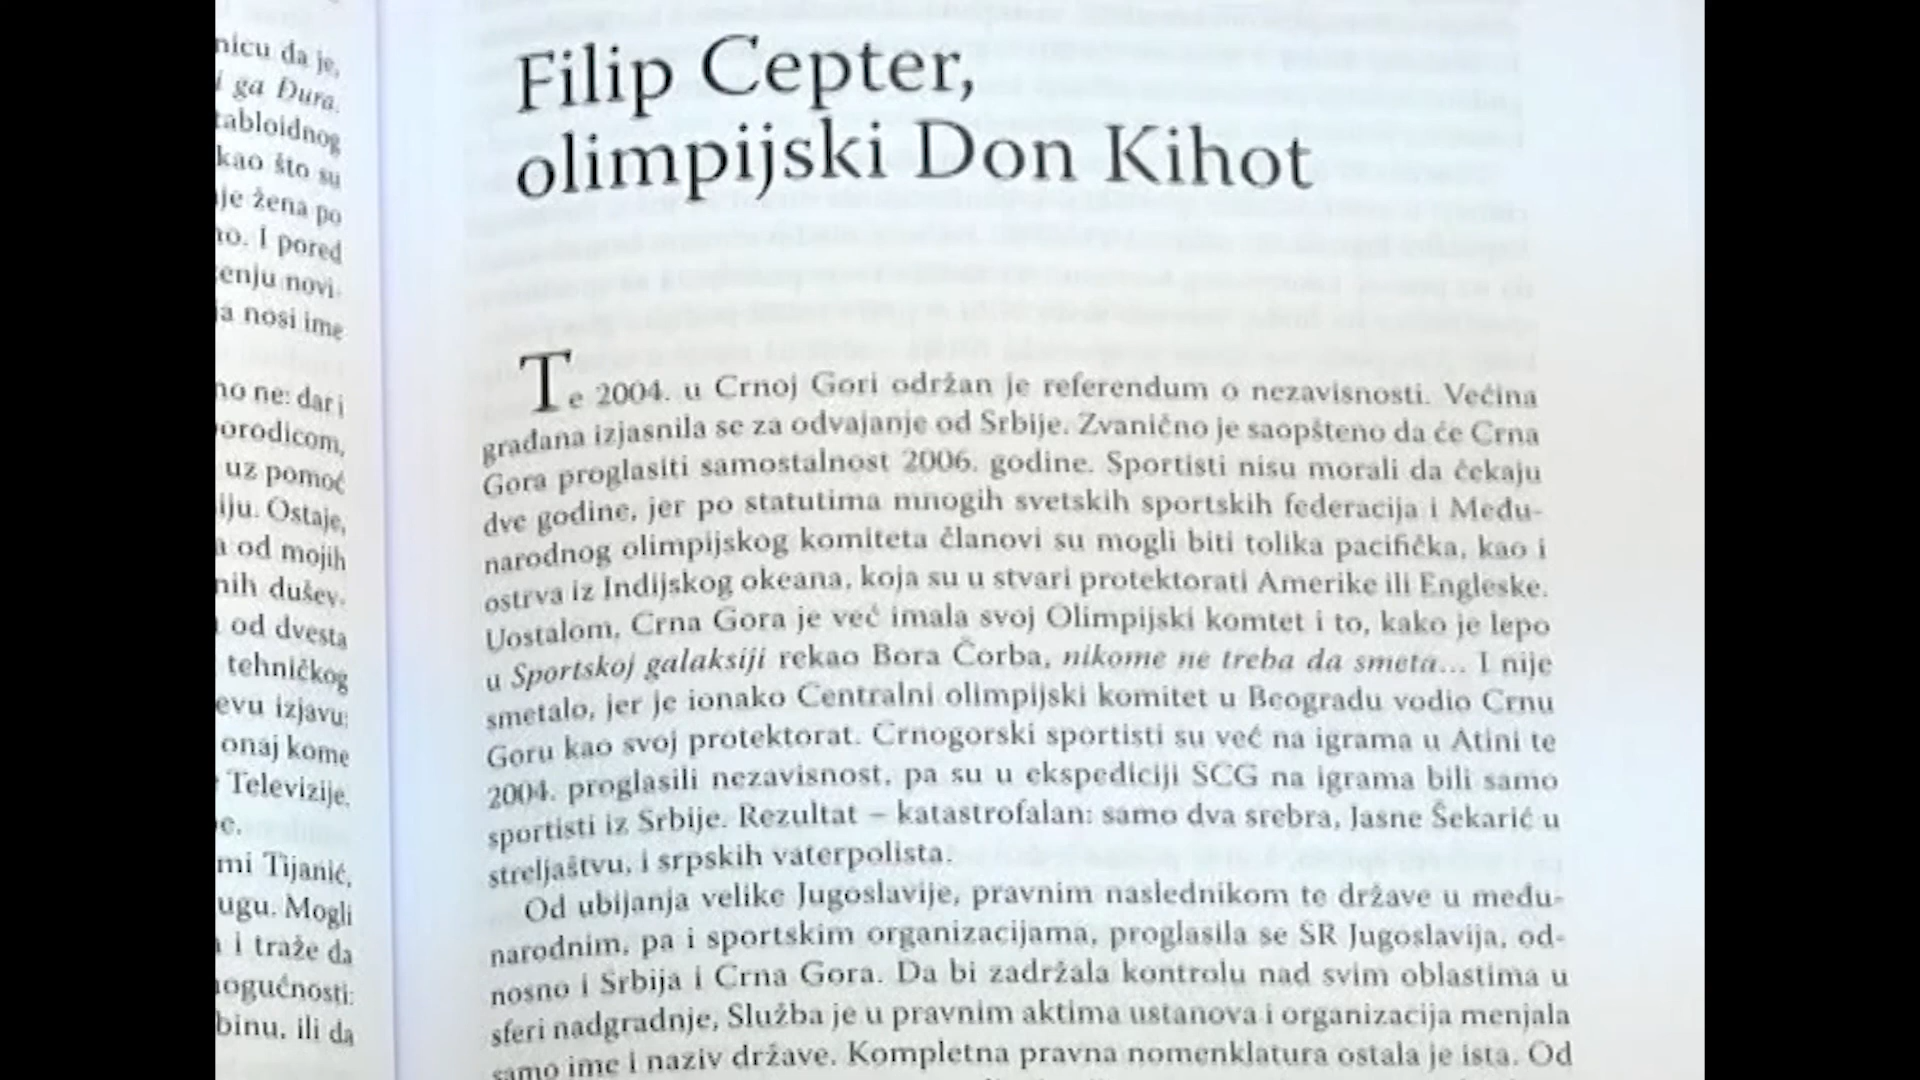 nicu da je,
i ga Đura.
tabloidnog
kao što su
je žena po
no. I pored
enju novi-
ja nosi ime
no ne: dar i
orodicom,
uz pomoć
iju. Ostaje,
a od mojih
nih dušev-
od dvesta
tehničkog
evu izjavu:
onaj kome
Televizije.
mi Tijanić,
ugu. Mogli
i traže da
ogućnosti:
binu, ili da
Filip Cepter,
olimpijski Don Kihot
Te 2004. u Crnoj Gori održan je referendum o nezavisnosti. Većina
građana izjasnila se za odvajanje od Srbije. Zvanično je saopšteno da će Crna
Gora proglasiti samostalnost 2006. godine. Sportisti nisu morali da čekaju
dve godine, jer po statutima mnogih svetskih sportskih federacija i Među-
narodnog olimpijskog komiteta članovi su mogli biti tolika pacifička, kao i
ostrva iz Indijskog okeana, koja su u stvari protektorati Amerike ili Engleske.
Uostalom, Crna Gora je već imala svoj Olimpijski komtet i to, kako je lepo
u Sportskoj galaksiji rekao Bora Čorba, nikome ne treba da smeta... I nije
smetalo, jer je ionako Centralni olimpijski komitet u Beogradu vodio Crnu
Goru kao svoj protektorat. Crnogorski sportisti su već na igrama u Atini te
2004. proglasili nezavisnost, pa su u ekspediciji SCG na igrama bili samo
sportisti iz Srbije. Rezultat – katastrofalan: samo dva srebra, Jasne Šekarić u
streljaštvu, i srpskih vaterpolista.
Od ubijanja velike Jugoslavije, pravnim naslednikom te države u među-
narodnim, pa i sportskim organizacijama, proglasila se SR Jugoslavija, od-
nosno i Srbija i Crna Gora. Da bi zadržala kontrolu nad svim oblastima u
sferi nadgradnje, Služba je u pravnim aktima ustanova i organizacija menjala
samo ime i naziv države. Kompletna pravna nomenklatura ostala je ista. Od